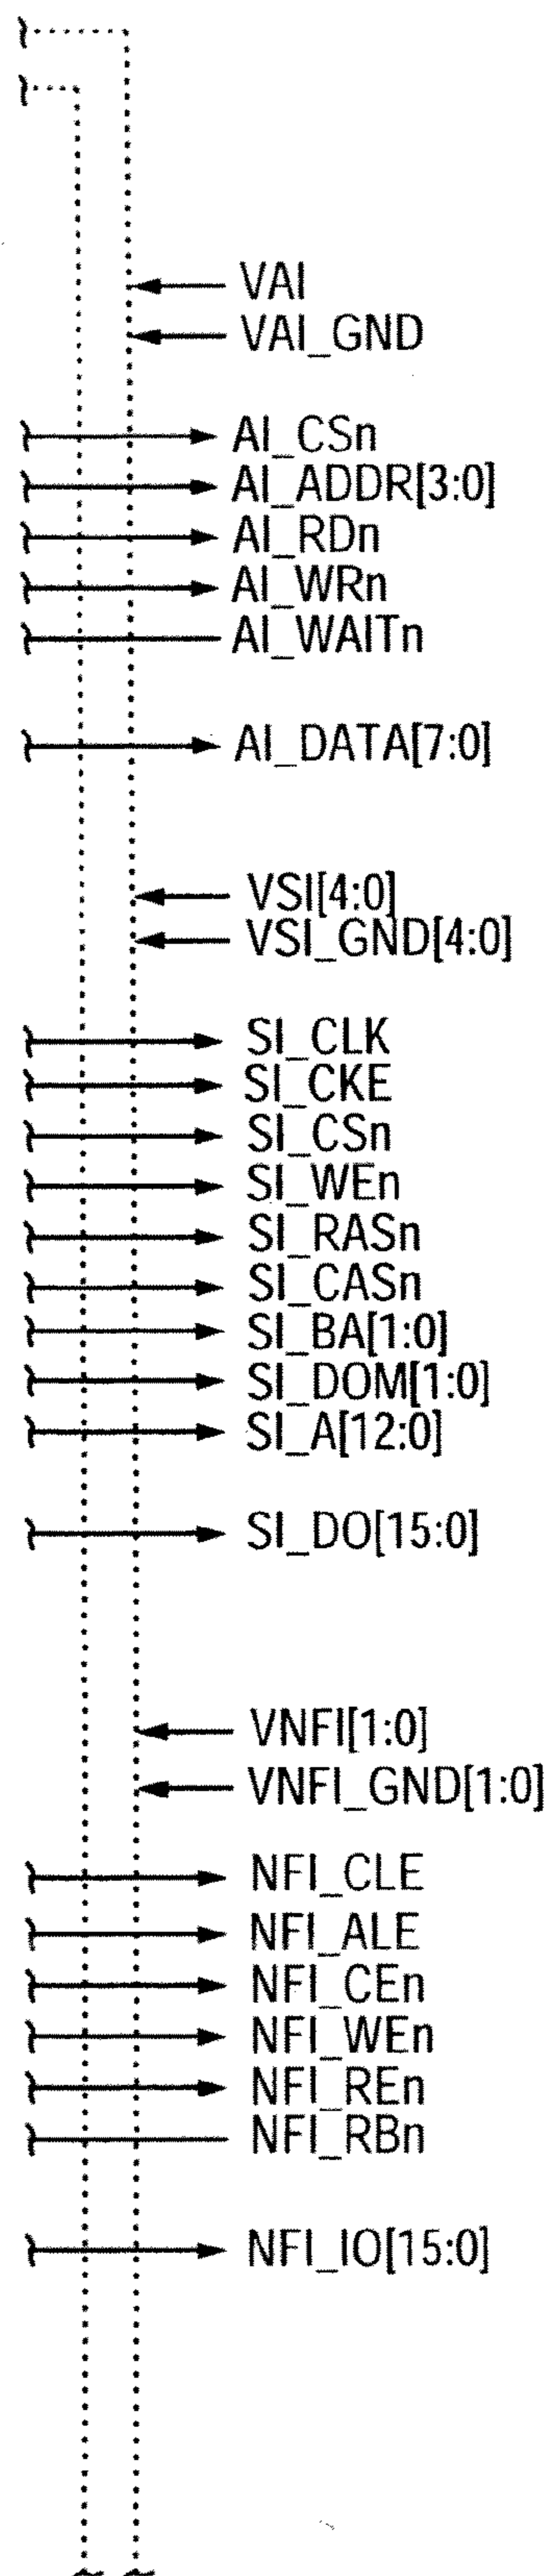 VAI
VAI_GND
AI_CSn
AI_ADDR[3:0]
AI_RDn
AI_WRn
AI_WAITn
AI_DATA[7:0]
VSI[4:0]
VSI_GND[4:0]
SI_CLK
SI_CKE
SI_CSn
SI_WEn
SI_RASn
SI_CASn
SI_BA[1:0]
SI_DOM[1:0]
SI_A[12:0]
SI_DO[15:0]
VNFI[1:0]
VNFI_GND[1:0]
NFI_CLE
NFI_ALE
NFI_CEn
NFI_WEn
NFI_REn
NFI_RBn
NFI_IO[15:0]